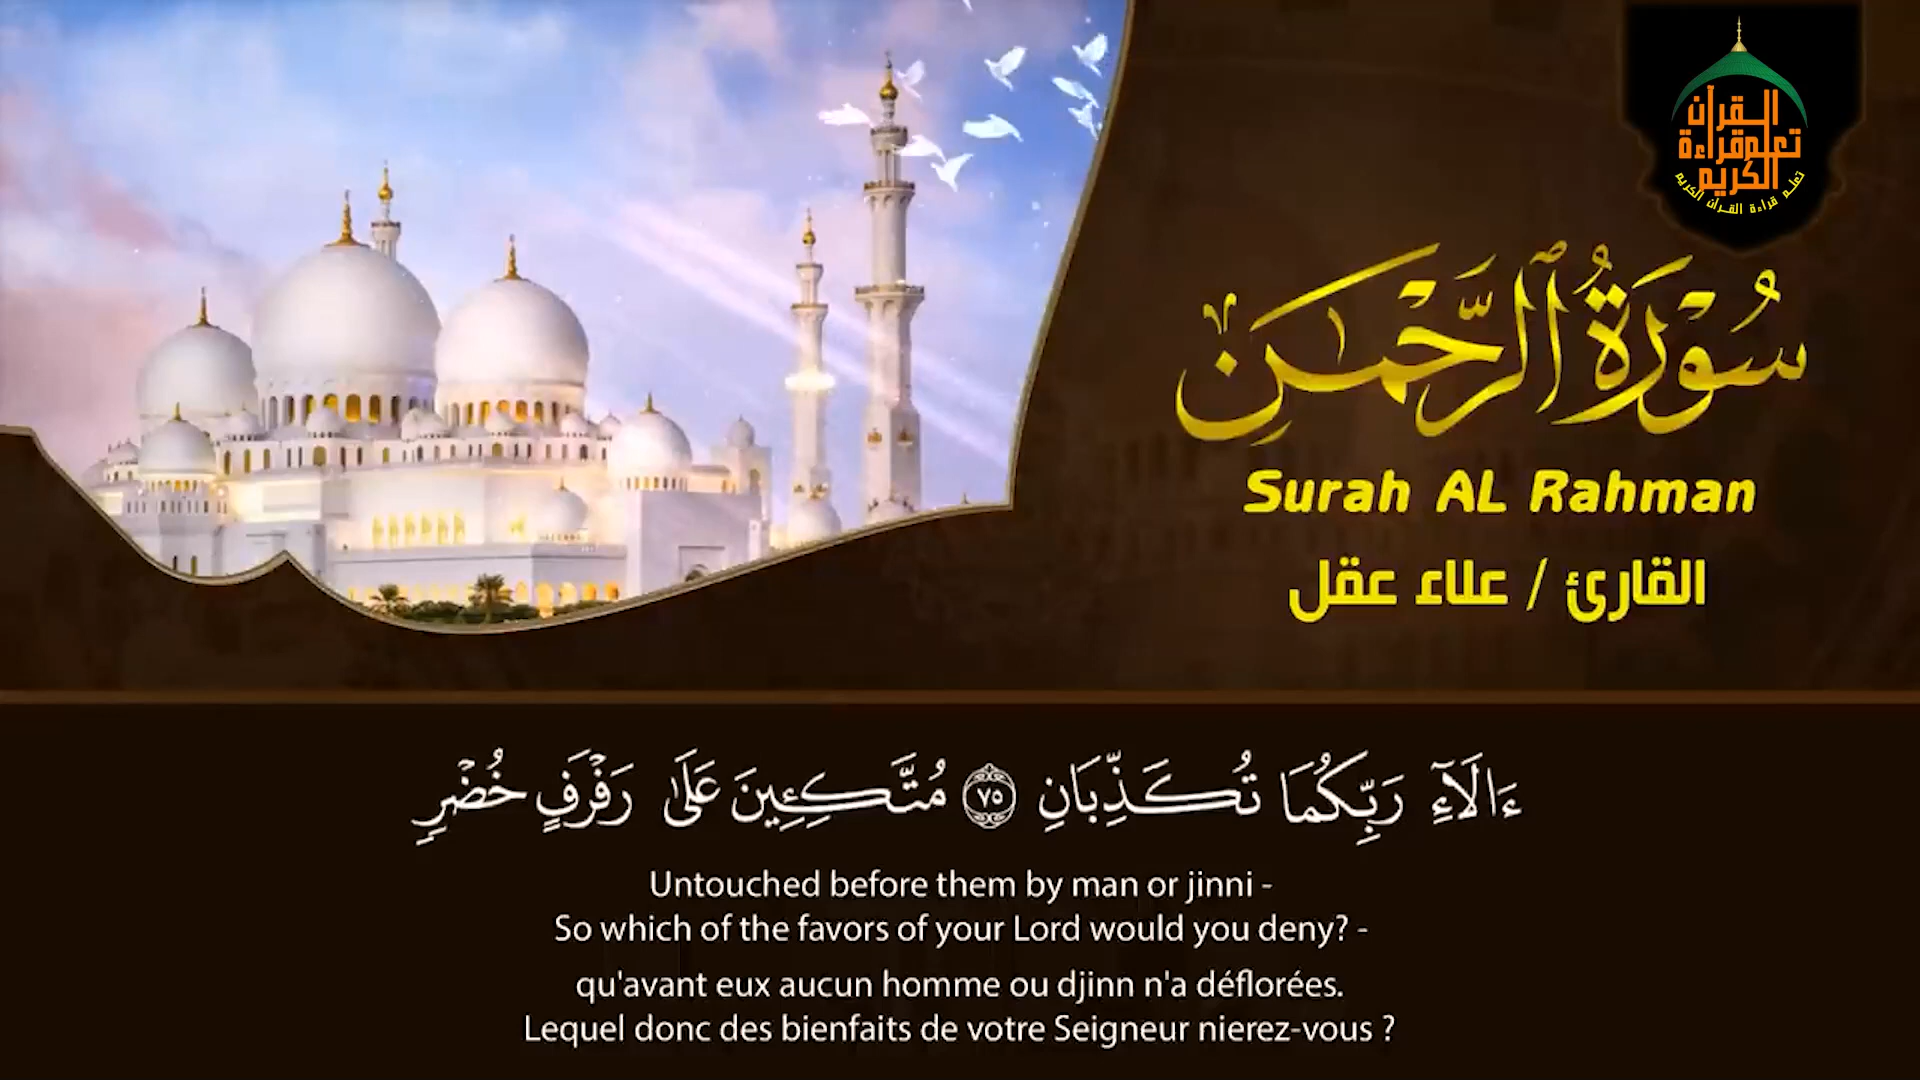 القرآن
تعلم قراءة
الكريم
تعلم قراءة القرآن الكريم
سُورَةُ ٱلرَّحْمَٰن
Surah AL Rahman
القارئ / علاء عقل
ءَالَآءِ رَبِّكُمَا تُكَذِّبَانِ ٧٥ مُتَّكِـِٔينَ عَلَىٰ رَفْرَفٍ خُضْرٍ
Untouched before them by man or jinni -
So which of the favors of your Lord would you deny? -
qu'avant eux aucun homme ou djinn n'a déflorées.
Lequel donc des bienfaits de votre Seigneur nierez-vous ?